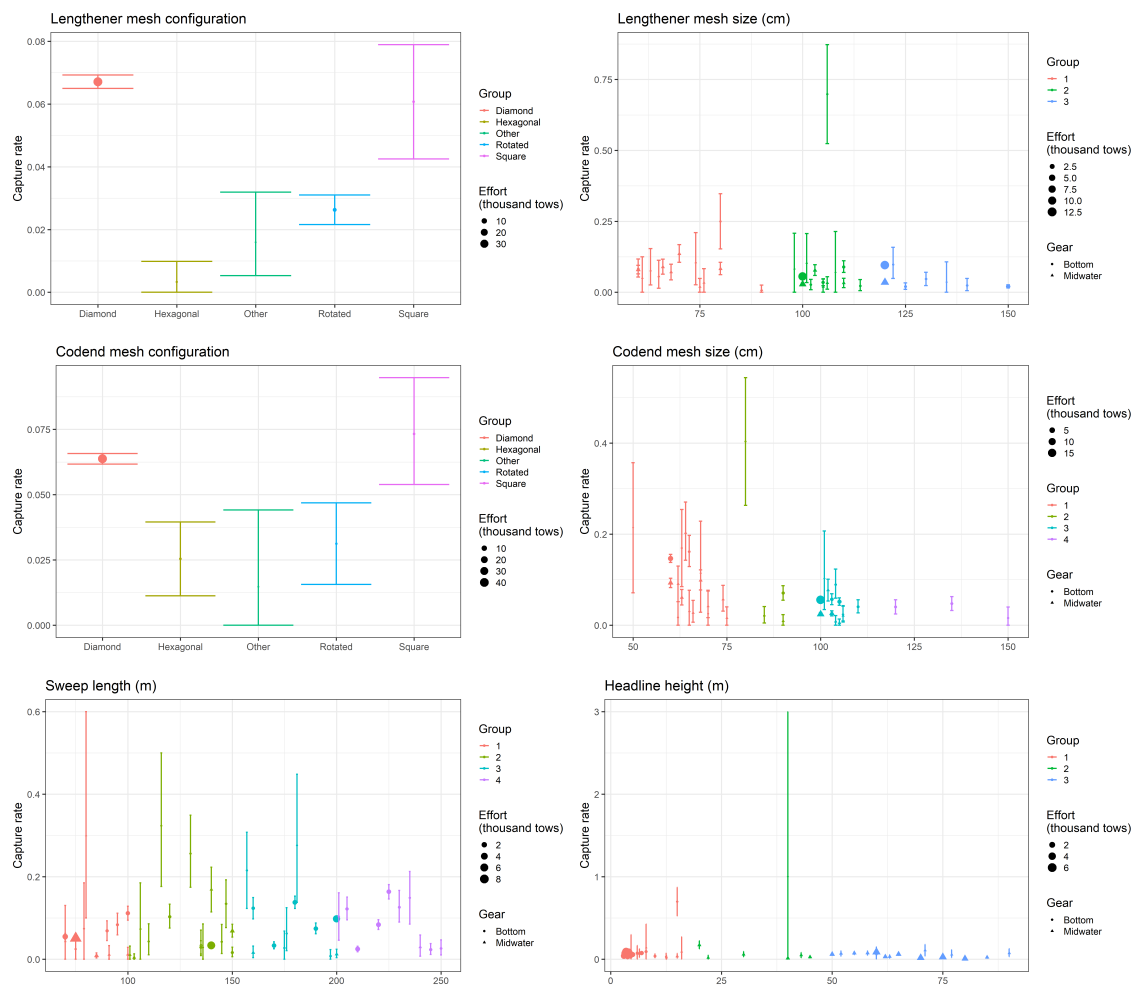 Lengthener mesh configuration
Capture rate
0.08
0.06
0.04
0.02
0.00
Diamond Hexagonal Other Rotated Square
Group
Diamond
Hexagonal
Other
Rotated
Square
Effort
(thousand tows)
10
20
30
Lengthener mesh size (cm)
Capture rate
0.75
0.50
0.25
0.00
75 100 125 150
Group
1
2
3
Effort
(thousand tows)
2.5
5.0
7.5
10.0
12.5
Gear
Bottom
Midwater
Codend mesh configuration
Capture rate
0.075
0.050
0.025
0.000
Diamond Hexagonal Other Rotated Square
Group
Diamond
Hexagonal
Other
Rotated
Square
Effort
(thousand tows)
10
20
30
40
Codend mesh size (cm)
Capture rate
0.4
0.2
0.0
50 75 100 125 150
Effort
(thousand tows)
5
10
15
Group
1
2
3
4
Gear
Bottom
Midwater
Sweep length (m)
Capture rate
0.6
0.4
0.2
0.0
100 150 200 250
Group
1
2
3
4
Effort
(thousand tows)
2
4
6
8
Gear
Bottom
Midwater
Headline height (m)
Capture rate
3
2
1
0
0 25 50 75
Group
1
2
3
Effort
(thousand tows)
2
4
6
Gear
Bottom
Midwater